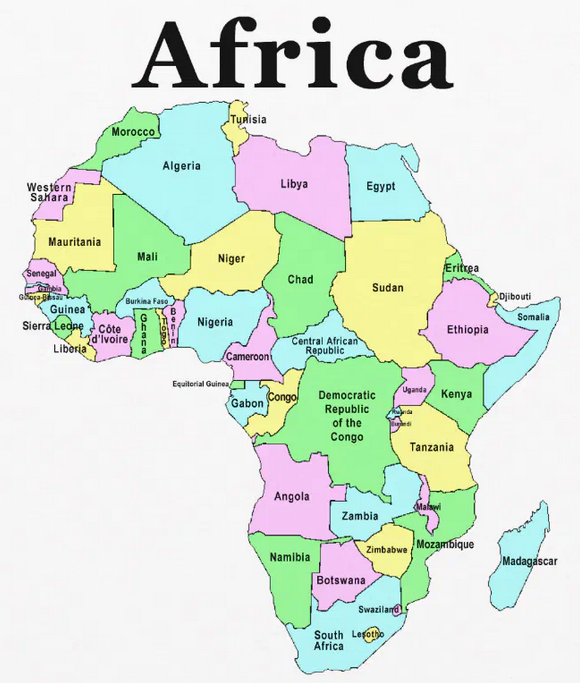 Africa
Tunisia
Morocco
Algeria
Libya
Egypt
Western
Sahara
Mauritania
Mali
Niger
Chad
Sudan
Eritrea
Senegal
Gambia
Guinea-Bissau
Guinea
Sierra Leone
Liberia
Côte
d'Ivoire
Burkina Faso
Ghana
Togo
Benin
Nigeria
Cameroon
Central African
Republic
Djibouti
Somalia
Ethiopia
Equitorial Guinea
Gabon
Congo
Democratic
Republic
of the
Congo
Uganda
Kenya
Rwanda
Burundi
Tanzania
Angola
Zambia
Malawi
Mozambique
Madagascar
Namibia
Zimbabwe
Botswana
Swaziland
South
Africa
Lesotho